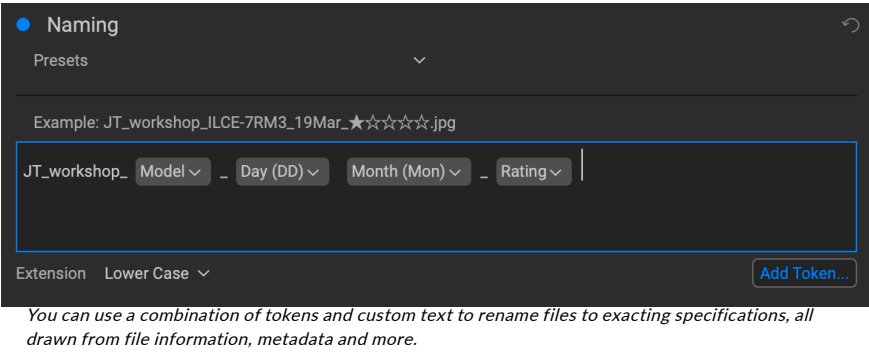 Naming
Presets
Example: JT_workshop_ILCE-7RM3_19Mar_★☆☆☆☆.jpg
JT_workshop_ Model _ Day (DD) Month (Mon) _ Rating
Extension Lower Case Add Token...
You can use a combination of tokens and custom text to rename files to exacting specifications, all
drawn from file information, metadata and more.